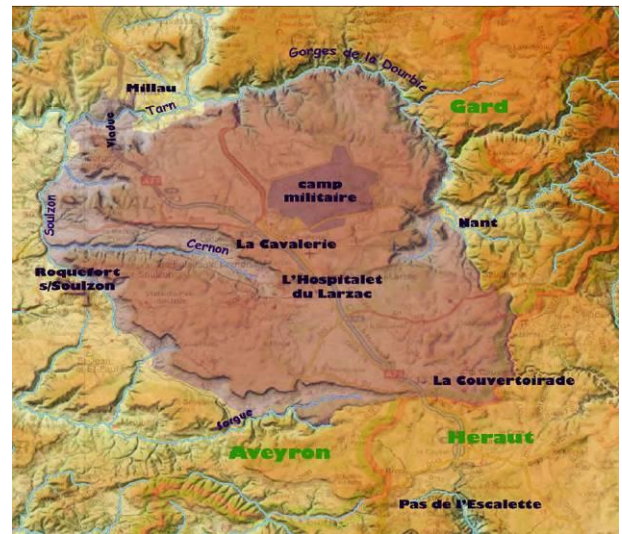 Gorges de la Dourbie
Millau
Tarn
Gard
Viaduc
camp
militaire
Soulzon
Nant
Cernon
La Cavalerie
Roquefort
s/Soulzon
L'Hospitalet
du Larzac
La Couvertoirade
Sorgue
Aveyron
Heraut
Pas de l'Escalette